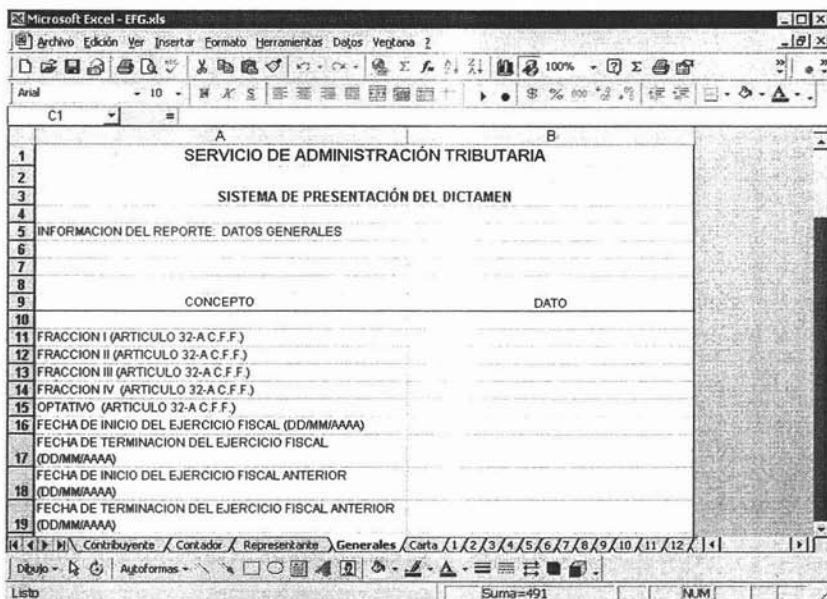 Microsoft Excel - EFG.xls
Archivo Edición Ver Insertar Formato Herramientas Datos Ventana ?
100%
Arial 10 N K S $ % 000
C1 =
A B
1 SERVICIO DE ADMINISTRACIÓN TRIBUTARIA
2
3 SISTEMA DE PRESENTACIÓN DEL DICTAMEN
4
5 INFORMACION DEL REPORTE: DATOS GENERALES
6
7
8
9 CONCEPTO DATO
10
11 FRACCION I (ARTICULO 32-A C.F.F.)
12 FRACCION II (ARTICULO 32-A C.F.F.)
13 FRACCION III (ARTICULO 32-A C.F.F.)
14 FRACCION IV (ARTICULO 32-A C.F.F.)
15 OPTATIVO (ARTICULO 32-A C.F.F.)
16 FECHA DE INICIO DEL EJERCICIO FISCAL (DD/MM/AAAA)
FECHA DE TERMINACION DEL EJERCICIO FISCAL
17 (DD/MM/AAAA)
FECHA DE INICIO DEL EJERCICIO FISCAL ANTERIOR
18 (DD/MM/AAAA)
FECHA DE TERMINACION DEL EJERCICIO FISCAL ANTERIOR
19 (DD/MM/AAAA)
Contribuyente / Contador / Representante Generales / Carta / 1 / 2 / 3 / 4 / 5 / 6 / 7 / 8 / 9 / 10 / 11 / 12 /
Dibujo Autoformas
Listo Suma=491 NUM